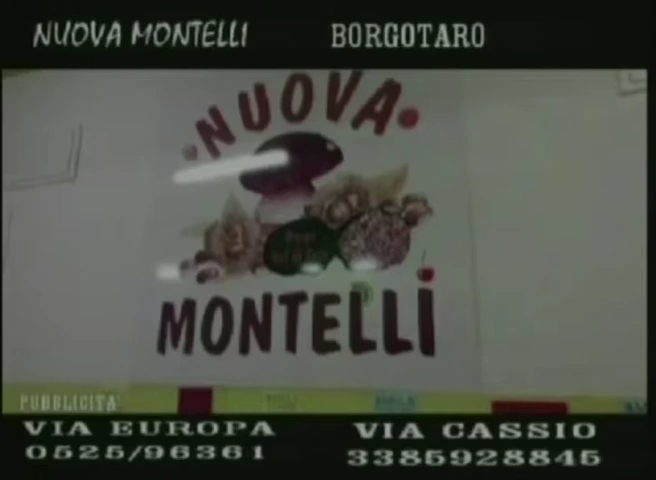 NUOVA MONTELLI BORGOTARO
NUOVA
MONTELLI
PUBBLICITA'
VIA EUROPA VIA CASSIO
0525/96361 3385928845